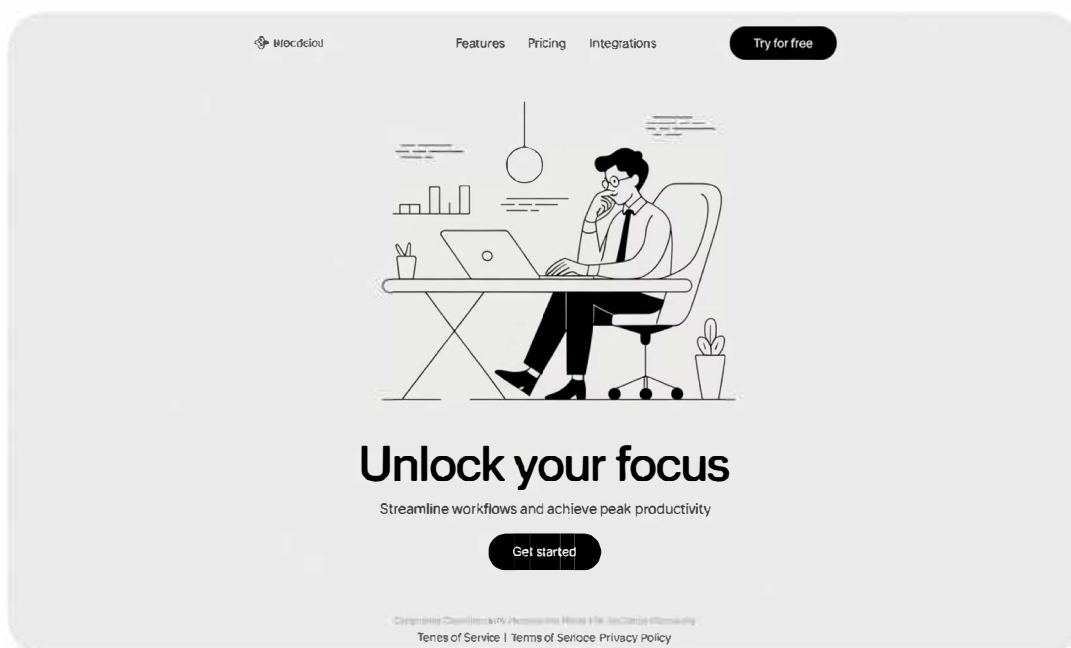 Features Pricing Integrations Try for free
Unlock your focus
Streamline workflows and achieve peak productivity
Get started
Tenes of Service | Terms of Senace Privacy Policy